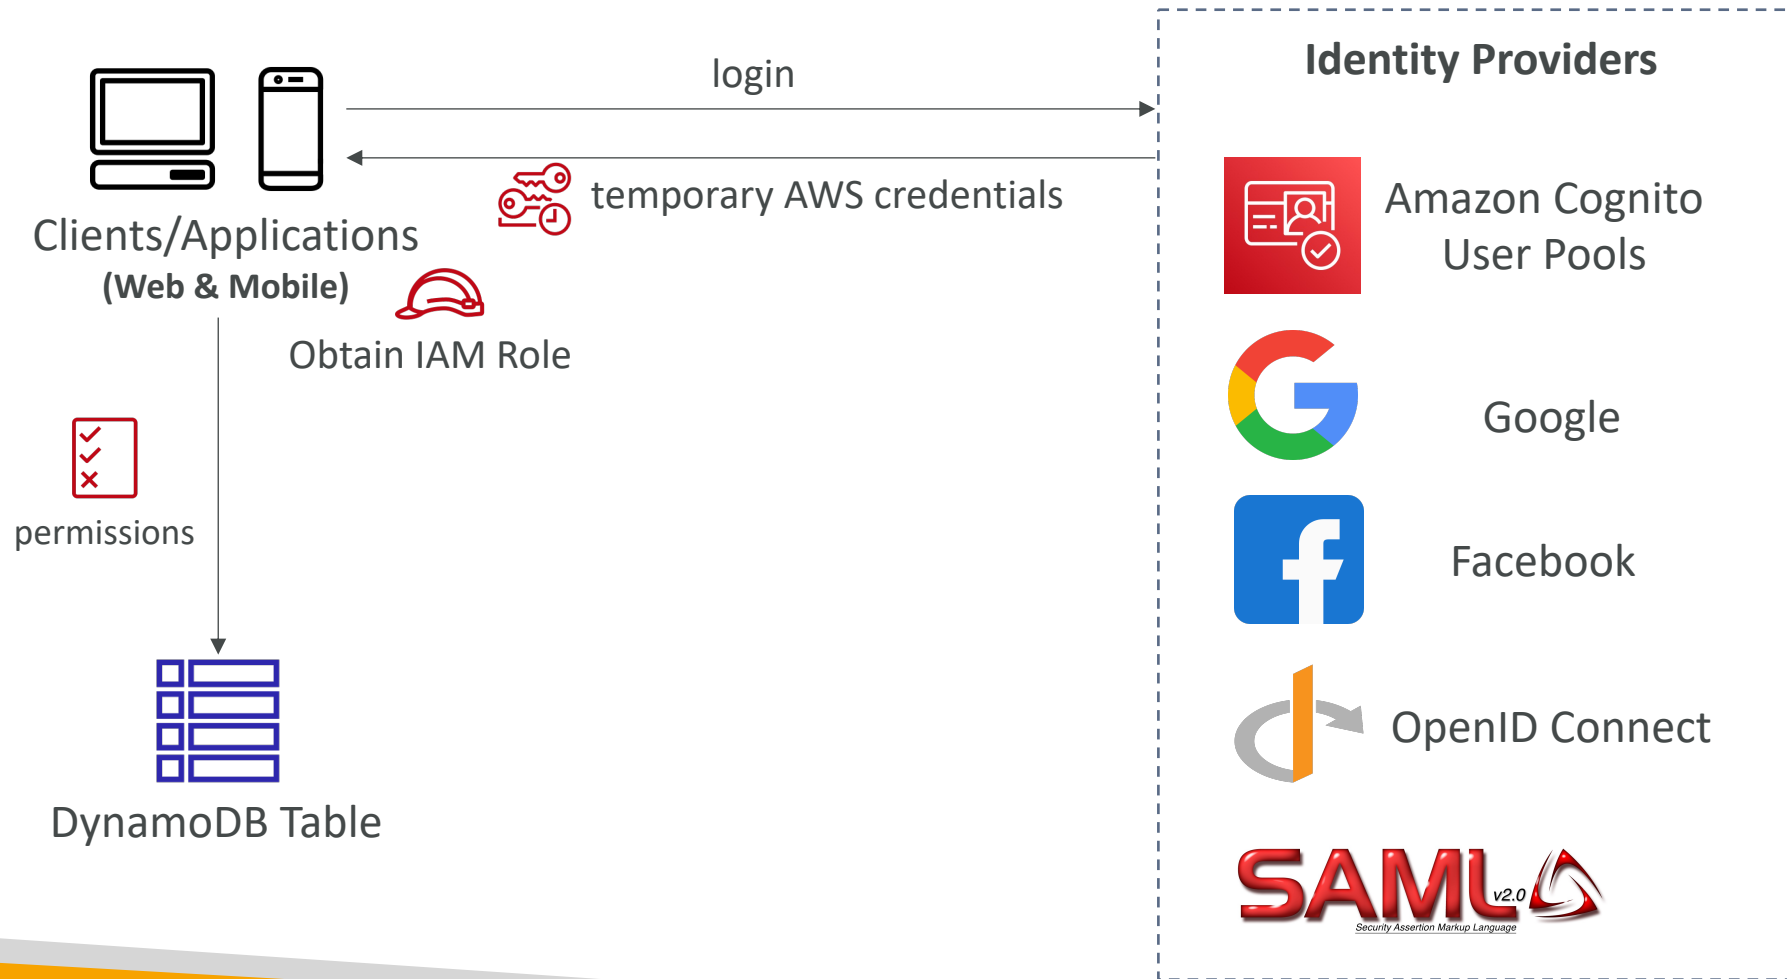 login
temporary AWS credentials
Clients/Applications
(Web & Mobile)
Obtain IAM Role
permissions
DynamoDB Table
Identity Providers
Amazon Cognito
User Pools
Google
Facebook
OpenID Connect
SAML
v2.0
Security Assertion Markup Language